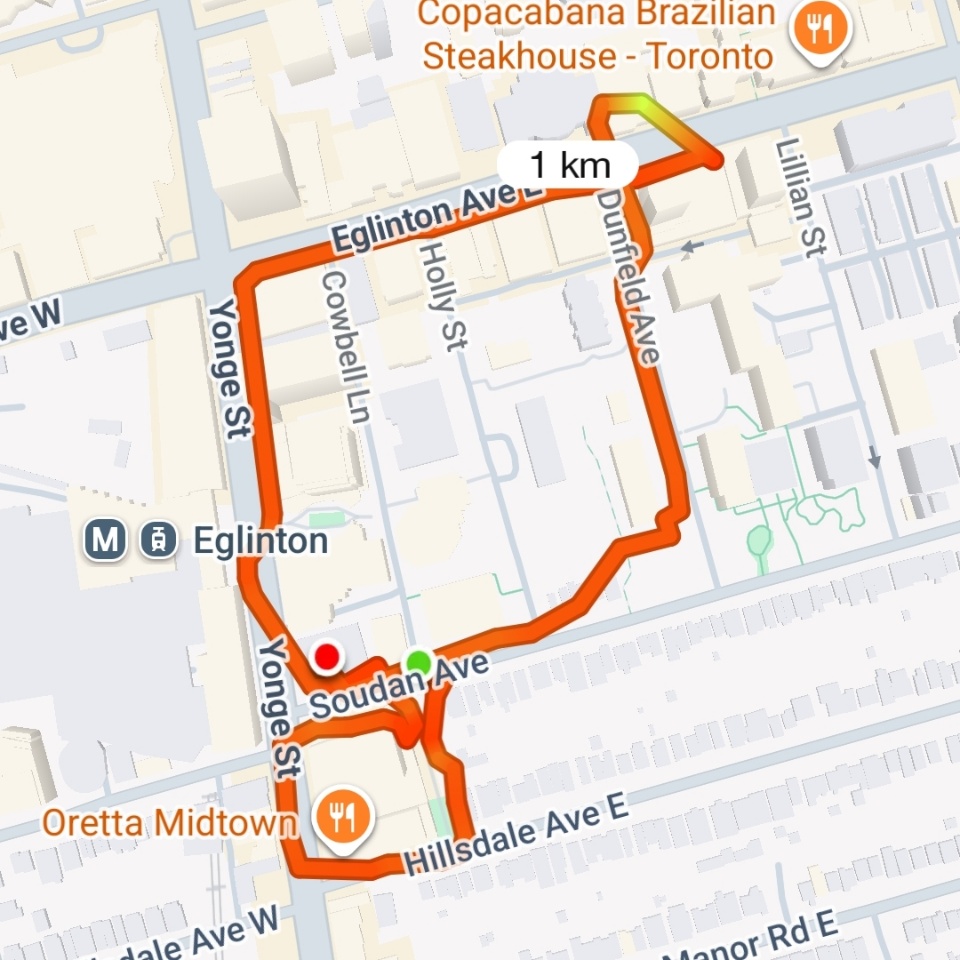 Copacabana Brazilian
Steakhouse - Toronto
1 km
Eglinton Ave E
Lillian St
Dunfield Ave
Holly St
Cowbell Ln
ve W
Yonge St
M
Eglinton
Soudan Ave
Yonge St
Oretta Midtown
Hillsdale Ave E
dale Ave W
Manor Rd E